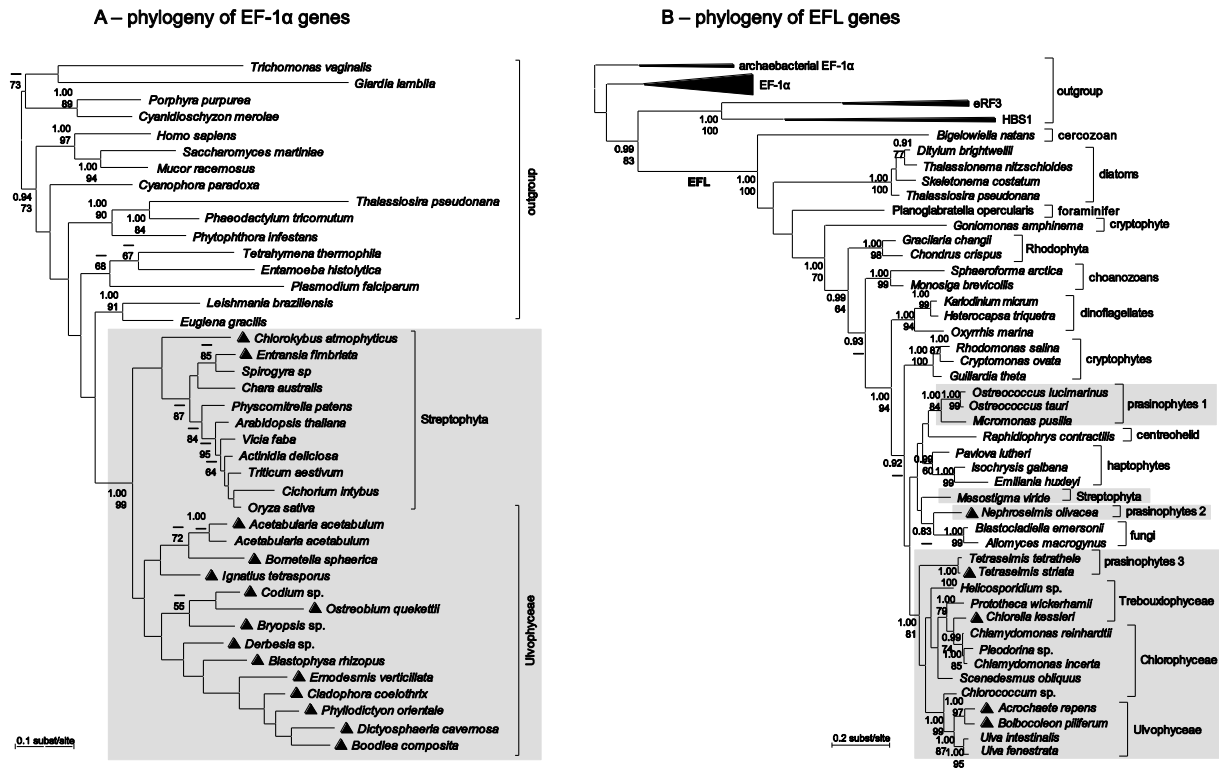 A – phylogeny of EF-1α genes
Trichomonas vaginalis
73
Giardia lamblia
1.00
Porphyra purpurea
89
Cyanidioschyzon merolae
1.00
Homo sapiens
97
Saccharomyces martiniae
1.00
Mucor racemosus
94
Cyanophora paradoxa
0.94
73
1.00
Thalassiosira pseudonana
90
1.00
Phaeodactylum tricornutum
84
Phytophthora infestans
67
Tetrahymena thermophila
68
Entamoeba histolytica
Plasmodium falciparum
1.00
Leishmania braziliensis
91
Euglena gracilis
outgroup
Chlorokybus atmophyticus
85
Entransia fimbriata
Spirogyra sp
Chara australis
87
Physcomitrella patens
Arabidopsis thaliana
84
Vicia faba
95
Actinidia deliciosa
64
Triticum aestivum
Cichorium intybus
Oryza sativa
Streptophyta
1.00
99
1.00
Acetabularia acetabulum
72
Acetabularia acetabulum
Bornetella sphaerica
Ignatius tetrasporus
Codium sp.
55
Ostreobium quekettii
Bryopsis sp.
Derbesia sp.
Blastophysa rhizopus
Ernodesmis verticillata
Cladophora coelothrix
Phyllodictyon orientale
Dictyosphaeria cavernosa
Boodlea composita
Ulvophyceae
0.1 subst/site
B – phylogeny of EFL genes
archaebacterial EF-1α
EF-1α
eRF3
1.00
HBS1
100
outgroup
0.99
83
EFL
1.00
100
Bigelowiella natans
cercozoan
0.91
Ditylum brightwellii
77
Thalassionema nitzschioides
1.00
Skeletonema costatum
100
Thalassiosira pseudonana
diatoms
Planoglabratella opercularis
foraminifer
Goniomonas amphinema
cryptophyte
1.00
70
1.00
Gracilaria changii
98
Chondrus crispus
Rhodophyta
0.99
64
1.00
Sphaeroforma arctica
99
Monosiga brevicollis
choanozoans
1.00
Karlodinium micrum
99
1.00
Heterocapsa triquetra
94
Oxyrrhis marina
dinoflagellates
0.93
1.00
Rhodomonas salina
87
1.00
Cryptomonas ovata
100
Guillardia theta
cryptophytes
1.00
94
1.00
1.00
Ostreococcus lucimarinus
84
99
Ostreococcus tauri
Micromonas pusilla
prasinophytes 1
Raphidiophrys contractilis
centrohelid
0.92
0.99
Pavlova lutheri
60
1.00
Isochrysis galbana
99
Emiliania huxleyi
haptophytes
Mesostigma viride
Streptophyta
Nephroselmis olivacea
prasinophytes 2
0.83
1.00
Blastocladiella emersonii
99
Allomyces macrogynus
fungi
Tetraselmis tetrathele
1.00
Tetraselmis striata
100
prasinophytes 3
Helicosporidium sp.
1.00
Prototheca wickerhamii
79
Chlorella kessleri
Trebouxiophyceae
1.00
81
0.99
Chlamydomonas reinhardtii
74
Pleodorina sp.
1.00
85
Chlamydomonas incerta
Scenedesmus obliquus
Chlorococcum sp.
Chlorophyceae
1.00
97
Acrochaete repens
1.00
99
Bolbocoleon piliferum
1.00
Ulva intestinalis
87
1.00
Ulva fenestrata
95
Ulvophyceae
0.2 subst/site